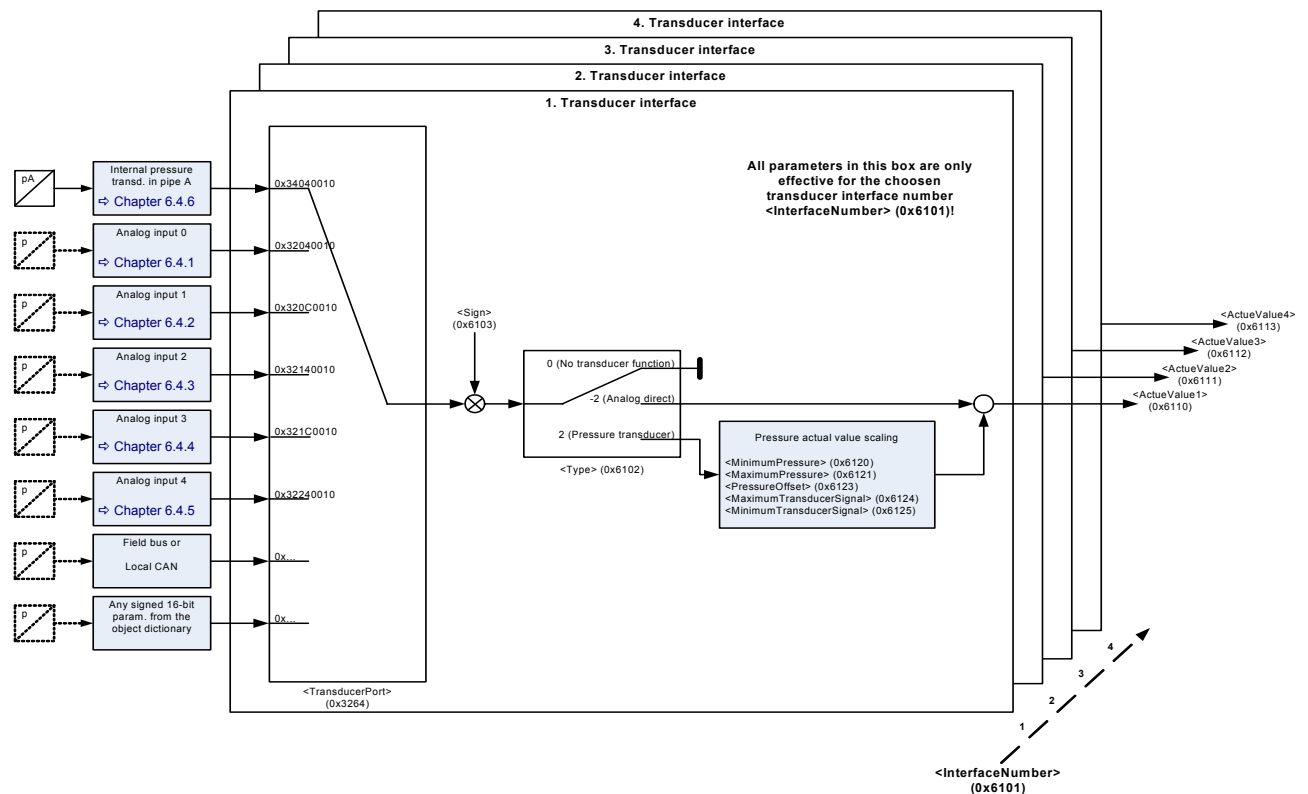 4. Transducer interface
3. Transducer interface
2. Transducer interface
1. Transducer interface
All parameters in this box are only
effective for the choosen
transducer interface number
<InterfaceNumber> (0x6101)!
pA
Internal pressure
transd. in pipe A
⇨ Chapter 6.4.6
0x34040010
p
Analog input 0
⇨ Chapter 6.4.1
0x32040010
p
Analog input 1
⇨ Chapter 6.4.2
0x320C0010
p
Analog input 2
⇨ Chapter 6.4.3
0x32140010
p
Analog input 3
⇨ Chapter 6.4.4
0x321C0010
p
Analog input 4
⇨ Chapter 6.4.5
0x32240010
p
Field bus or
Local CAN
0x...
p
Any signed 16-bit
param. from the
object dictionary
0x...
<TransducerPort>
(0x3264)
<Sign>
(0x6103)
0 (No transducer function)
-2 (Analog direct)
2 (Pressure transducer)
<Type> (0x6102)
Pressure actual value scaling
<MinimumPressure> (0x6120)
<MaximumPressure> (0x6121)
<PressureOffset> (0x6123)
<MaximumTransducerSignal> (0x6124)
<MinimumTransducerSignal> (0x6125)
<ActueValue4>
(0x6113)
<ActueValue3>
(0x6112)
<ActueValue2>
(0x6111)
<ActueValue1>
(0x6110)
4
3
2
1
<InterfaceNumber>
(0x6101)